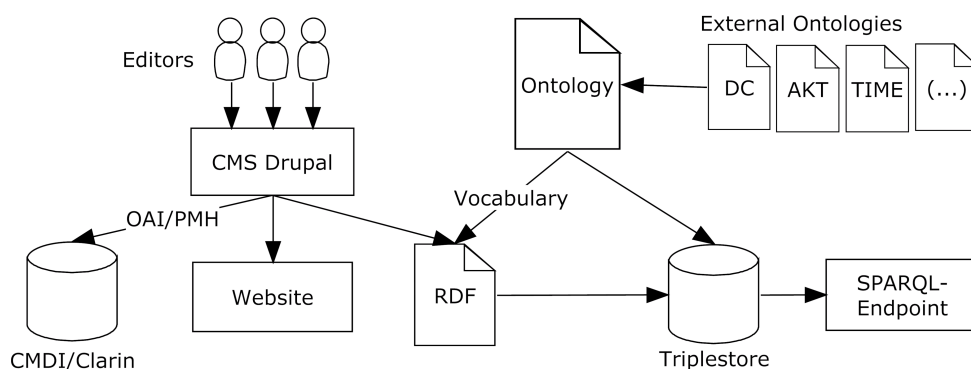 External Ontologies
Editors
Ontology
DC
AKT
TIME
(...)
CMS Drupal
OAI/PMH
Vocabulary
Website
RDF
SPARQL-
Endpoint
CMDI/Clarin
Triplestore